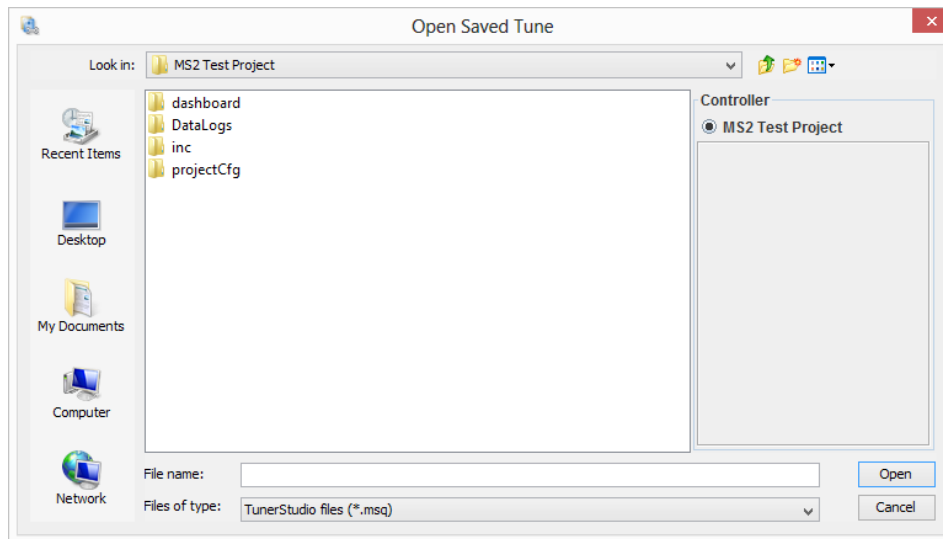 Open Saved Tune
Look in: MS2 Test Project
Recent Items
Desktop
My Documents
Computer
Network
dashboard
DataLogs
inc
projectCfg
Controller
MS2 Test Project
File name:
Open
Files of type: TunerStudio files (*.msq)
Cancel